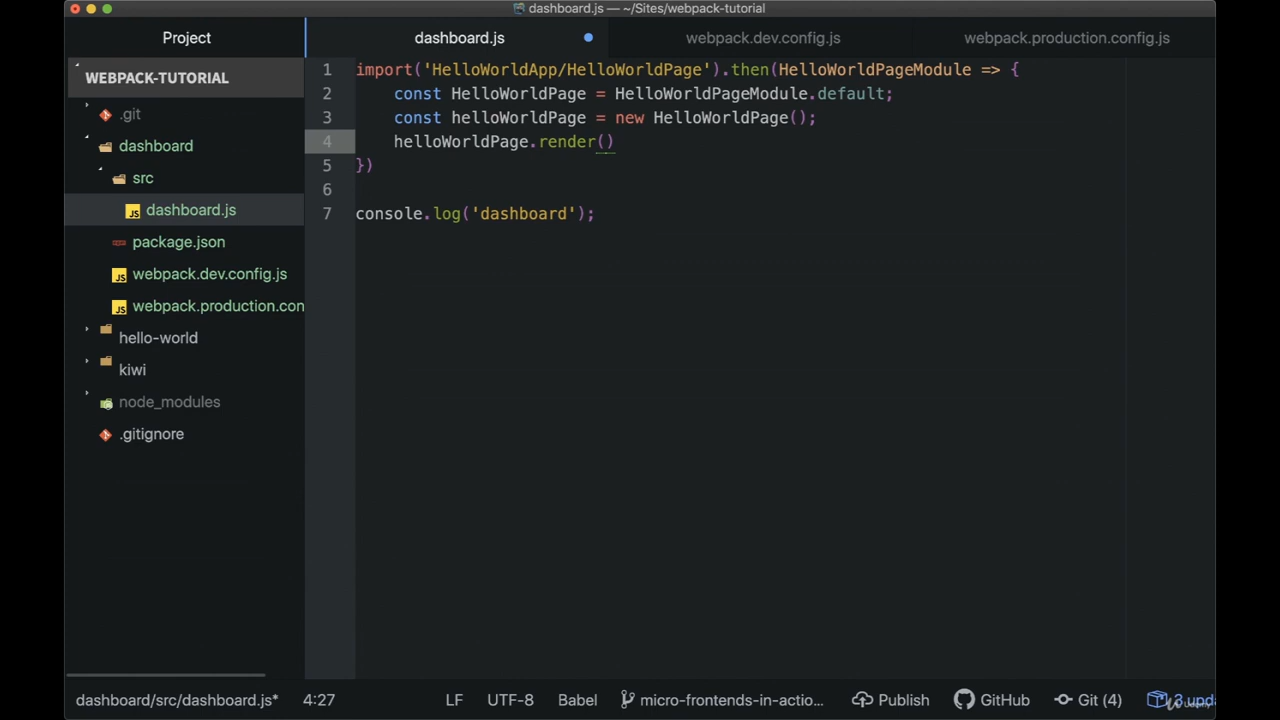 dashboard.js — ~/Sites/webpack-tutorial
Project
dashboard.js
webpack.dev.config.js
webpack.production.config.js
WEBPACK-TUTORIAL
.git
dashboard
src
dashboard.js
package.json
webpack.dev.config.js
webpack.production.con
hello-world
kiwi
node_modules
.gitignore
1 import('HelloWorldApp/HelloWorldPage').then(HelloWorldPageModule => {
2 const HelloWorldPage = HelloWorldPageModule.default;
3 const helloWorldPage = new HelloWorldPage();
4 helloWorldPage.render()
5 })
6
7 console.log('dashboard');
dashboard/src/dashboard.js* 4:27 LF UTF-8 Babel micro-frontends-in-actio... Publish GitHub Git (4)